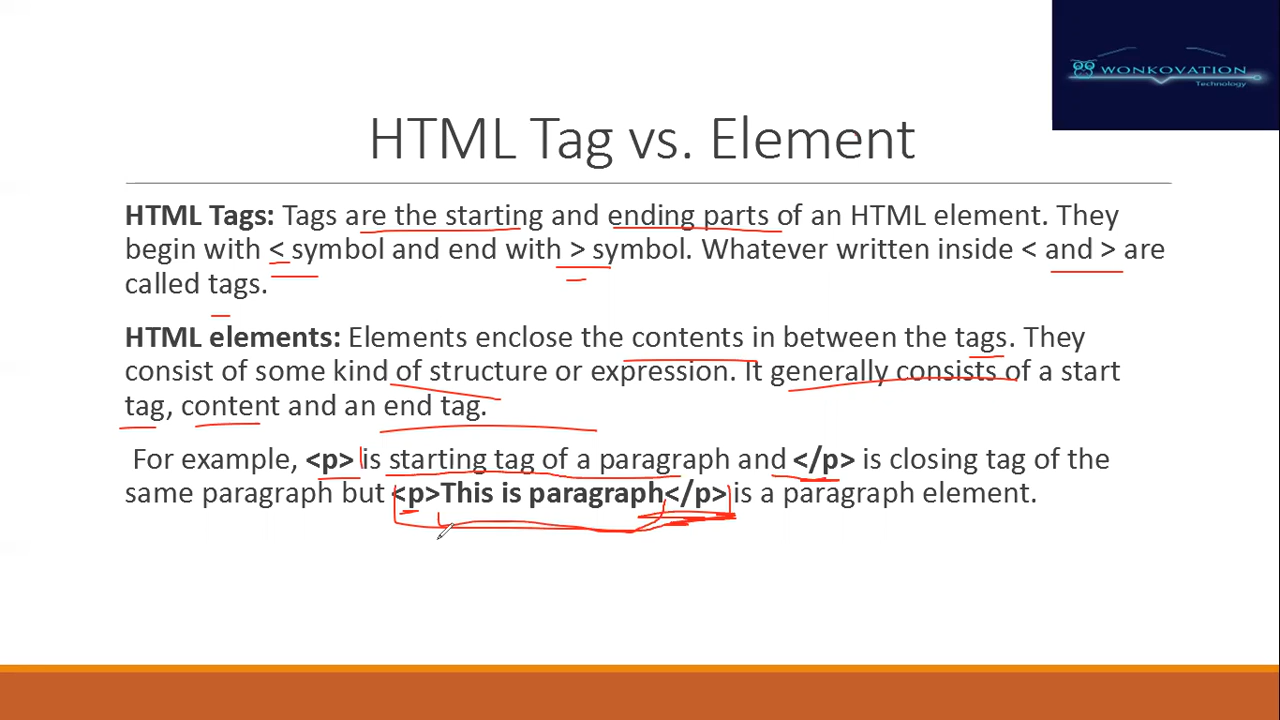 WONKOVATION
Technology
HTML Tag vs. Element
HTML Tags: Tags are the starting and ending parts of an HTML element. They
begin with < symbol and end with > symbol. Whatever written inside < and > are
called tags.
HTML elements: Elements enclose the contents in between the tags. They
consist of some kind of structure or expression. It generally consists of a start
tag, content and an end tag.
For example, <p> is starting tag of a paragraph and </p> is closing tag of the
same paragraph but <p>This is paragraph</p> is a paragraph element.